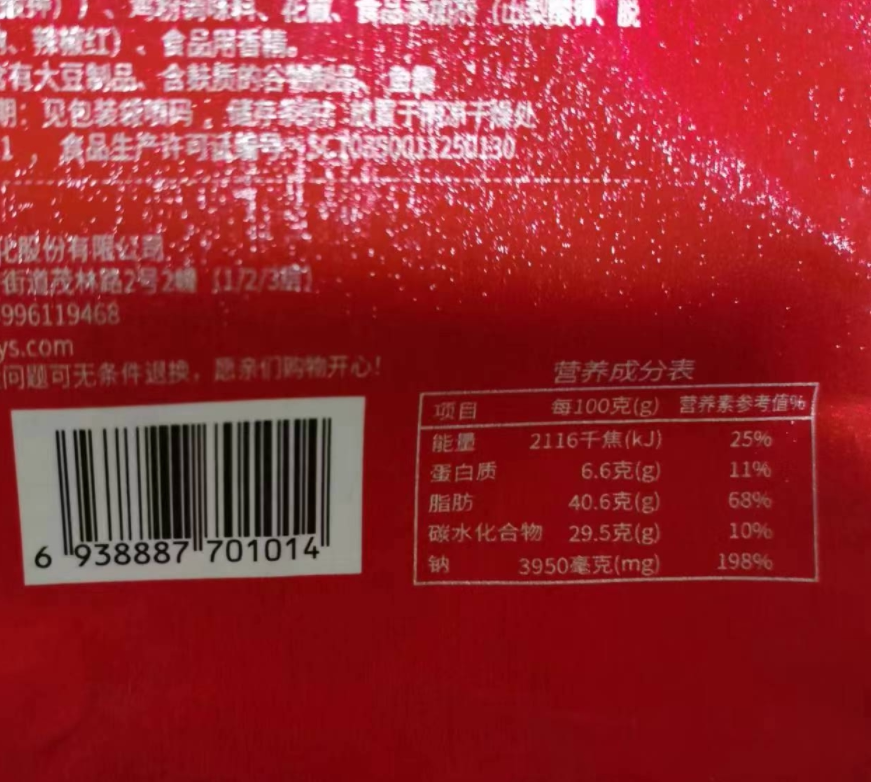 、鸡粉调味料、花椒、食品添加剂（山梨酸钾、脱
、辣椒红）、食品用香精。
有大豆制品、含麸质的谷物制品、鱼露
期：见包装袋喷码。储存条件：放置于阴凉干燥处
1，食品生产许可证编号：
化股份有限公司
街道茂林路2号2幢（1/2/3层）
996119468
ys.com
问题可无条件退换，愿亲们购物开心！
6 938887 701014
营养成分表
项目 每100克(g) 营养素参考值%
能量 2116千焦(kJ) 25%
蛋白质 6.6克(g) 11%
脂肪 40.6克(g) 68%
碳水化合物 29.5克(g) 10%
钠 3950毫克(mg) 198%